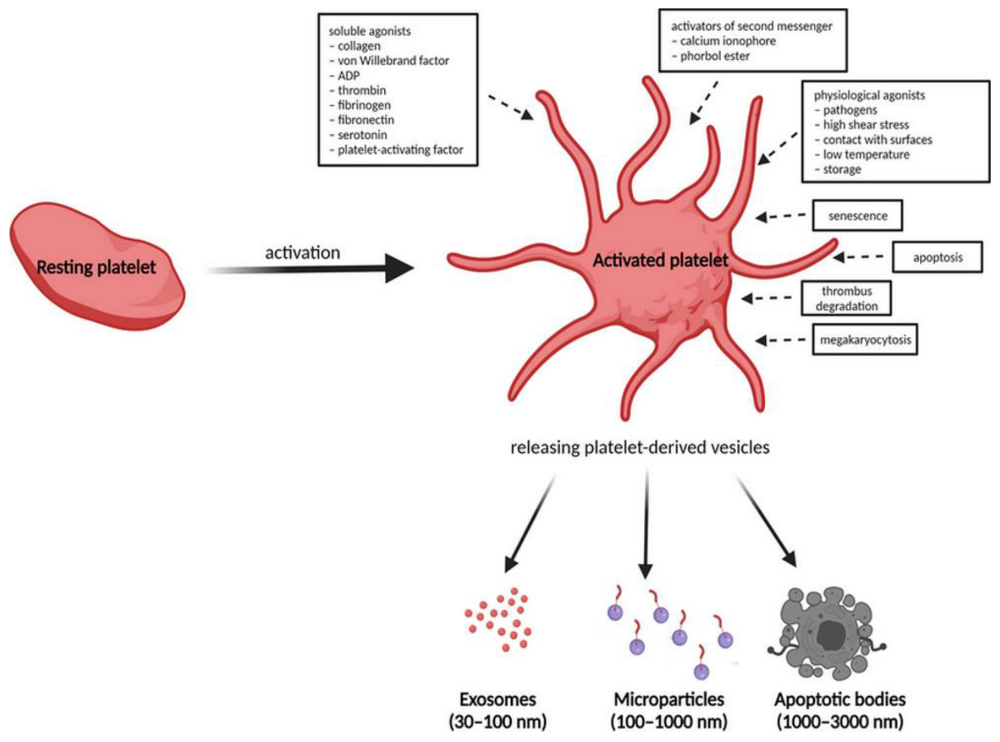 soluble agonists
– collagen
– von Willebrand factor
– ADP
– thrombin
– fibrinogen
– fibronectin
– serotonin
– platelet-activating factor
activators of second messenger
– calcium ionophore
– phorbol ester
physiological agonists
– pathogens
– high shear stress
– contact with surfaces
– low temperature
– storage
senescence
apoptosis
thrombus
degradation
megakaryocytosis
Resting platelet
activation
Activated platelet
releasing platelet-derived vesicles
Exosomes
(30–100 nm)
Microparticles
(100–1000 nm)
Apoptotic bodies
(1000–3000 nm)